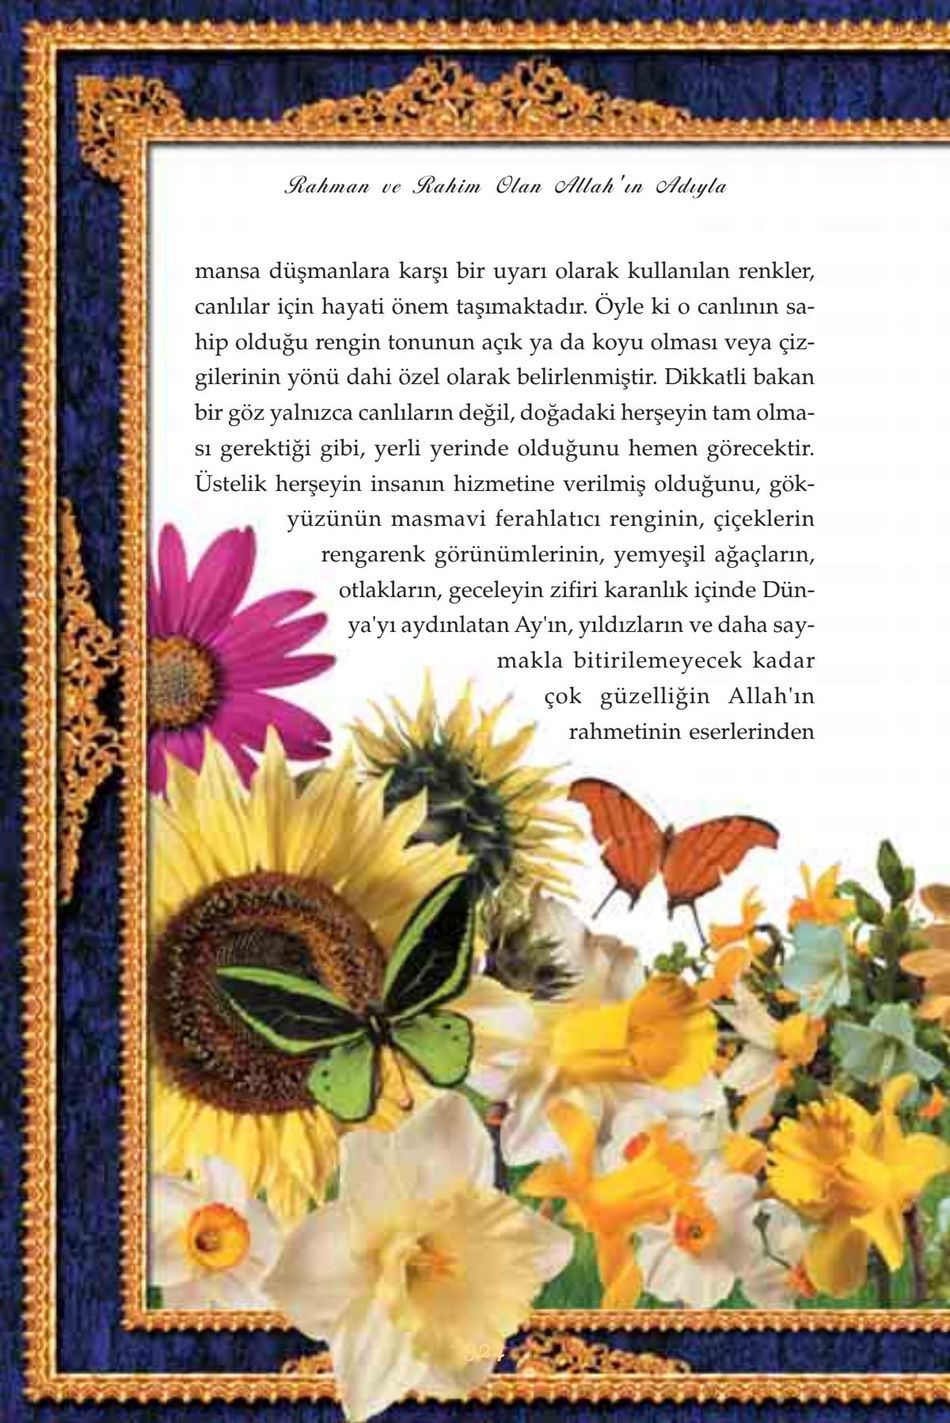 Rahman ve Rahim Olan Allah'ın Adıyla
mansa düşmanlara karşı bir uyarı olarak kullanılan renkler,
canlılar için hayati önem taşımaktadır. Öyle ki o canlının sa-
hip olduğu rengin tonunun açık ya da koyu olması veya çiz-
gilerinin yönü dahi özel olarak belirlenmiştir. Dikkatli bakan
bir göz yalnızca canlıların değil, doğadaki herşeyin tam olma-
sı gerektiği gibi, yerli yerinde olduğunu hemen görecektir.
Üstelik herşeyin insanın hizmetine verilmiş olduğunu, gök-
yüzünün masmavi ferahlatıcı renginin, çiçeklerin
rengarenk görünümlerinin, yemyeşil ağaçların,
otlakların, geceleyin zifiri karanlık içinde Dün-
ya'yı aydınlatan Ay'ın, yıldızların ve daha say-
makla bitirilemeyecek kadar
çok güzelliğin Allah'ın
rahmetinin eserlerinden